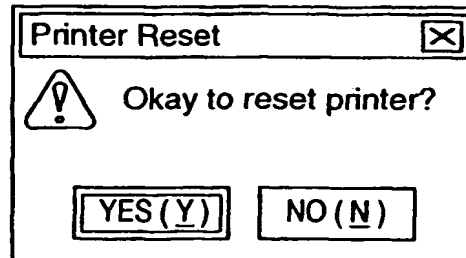 Printer Reset
Okay to reset printer?
YES (Y) NO (N)